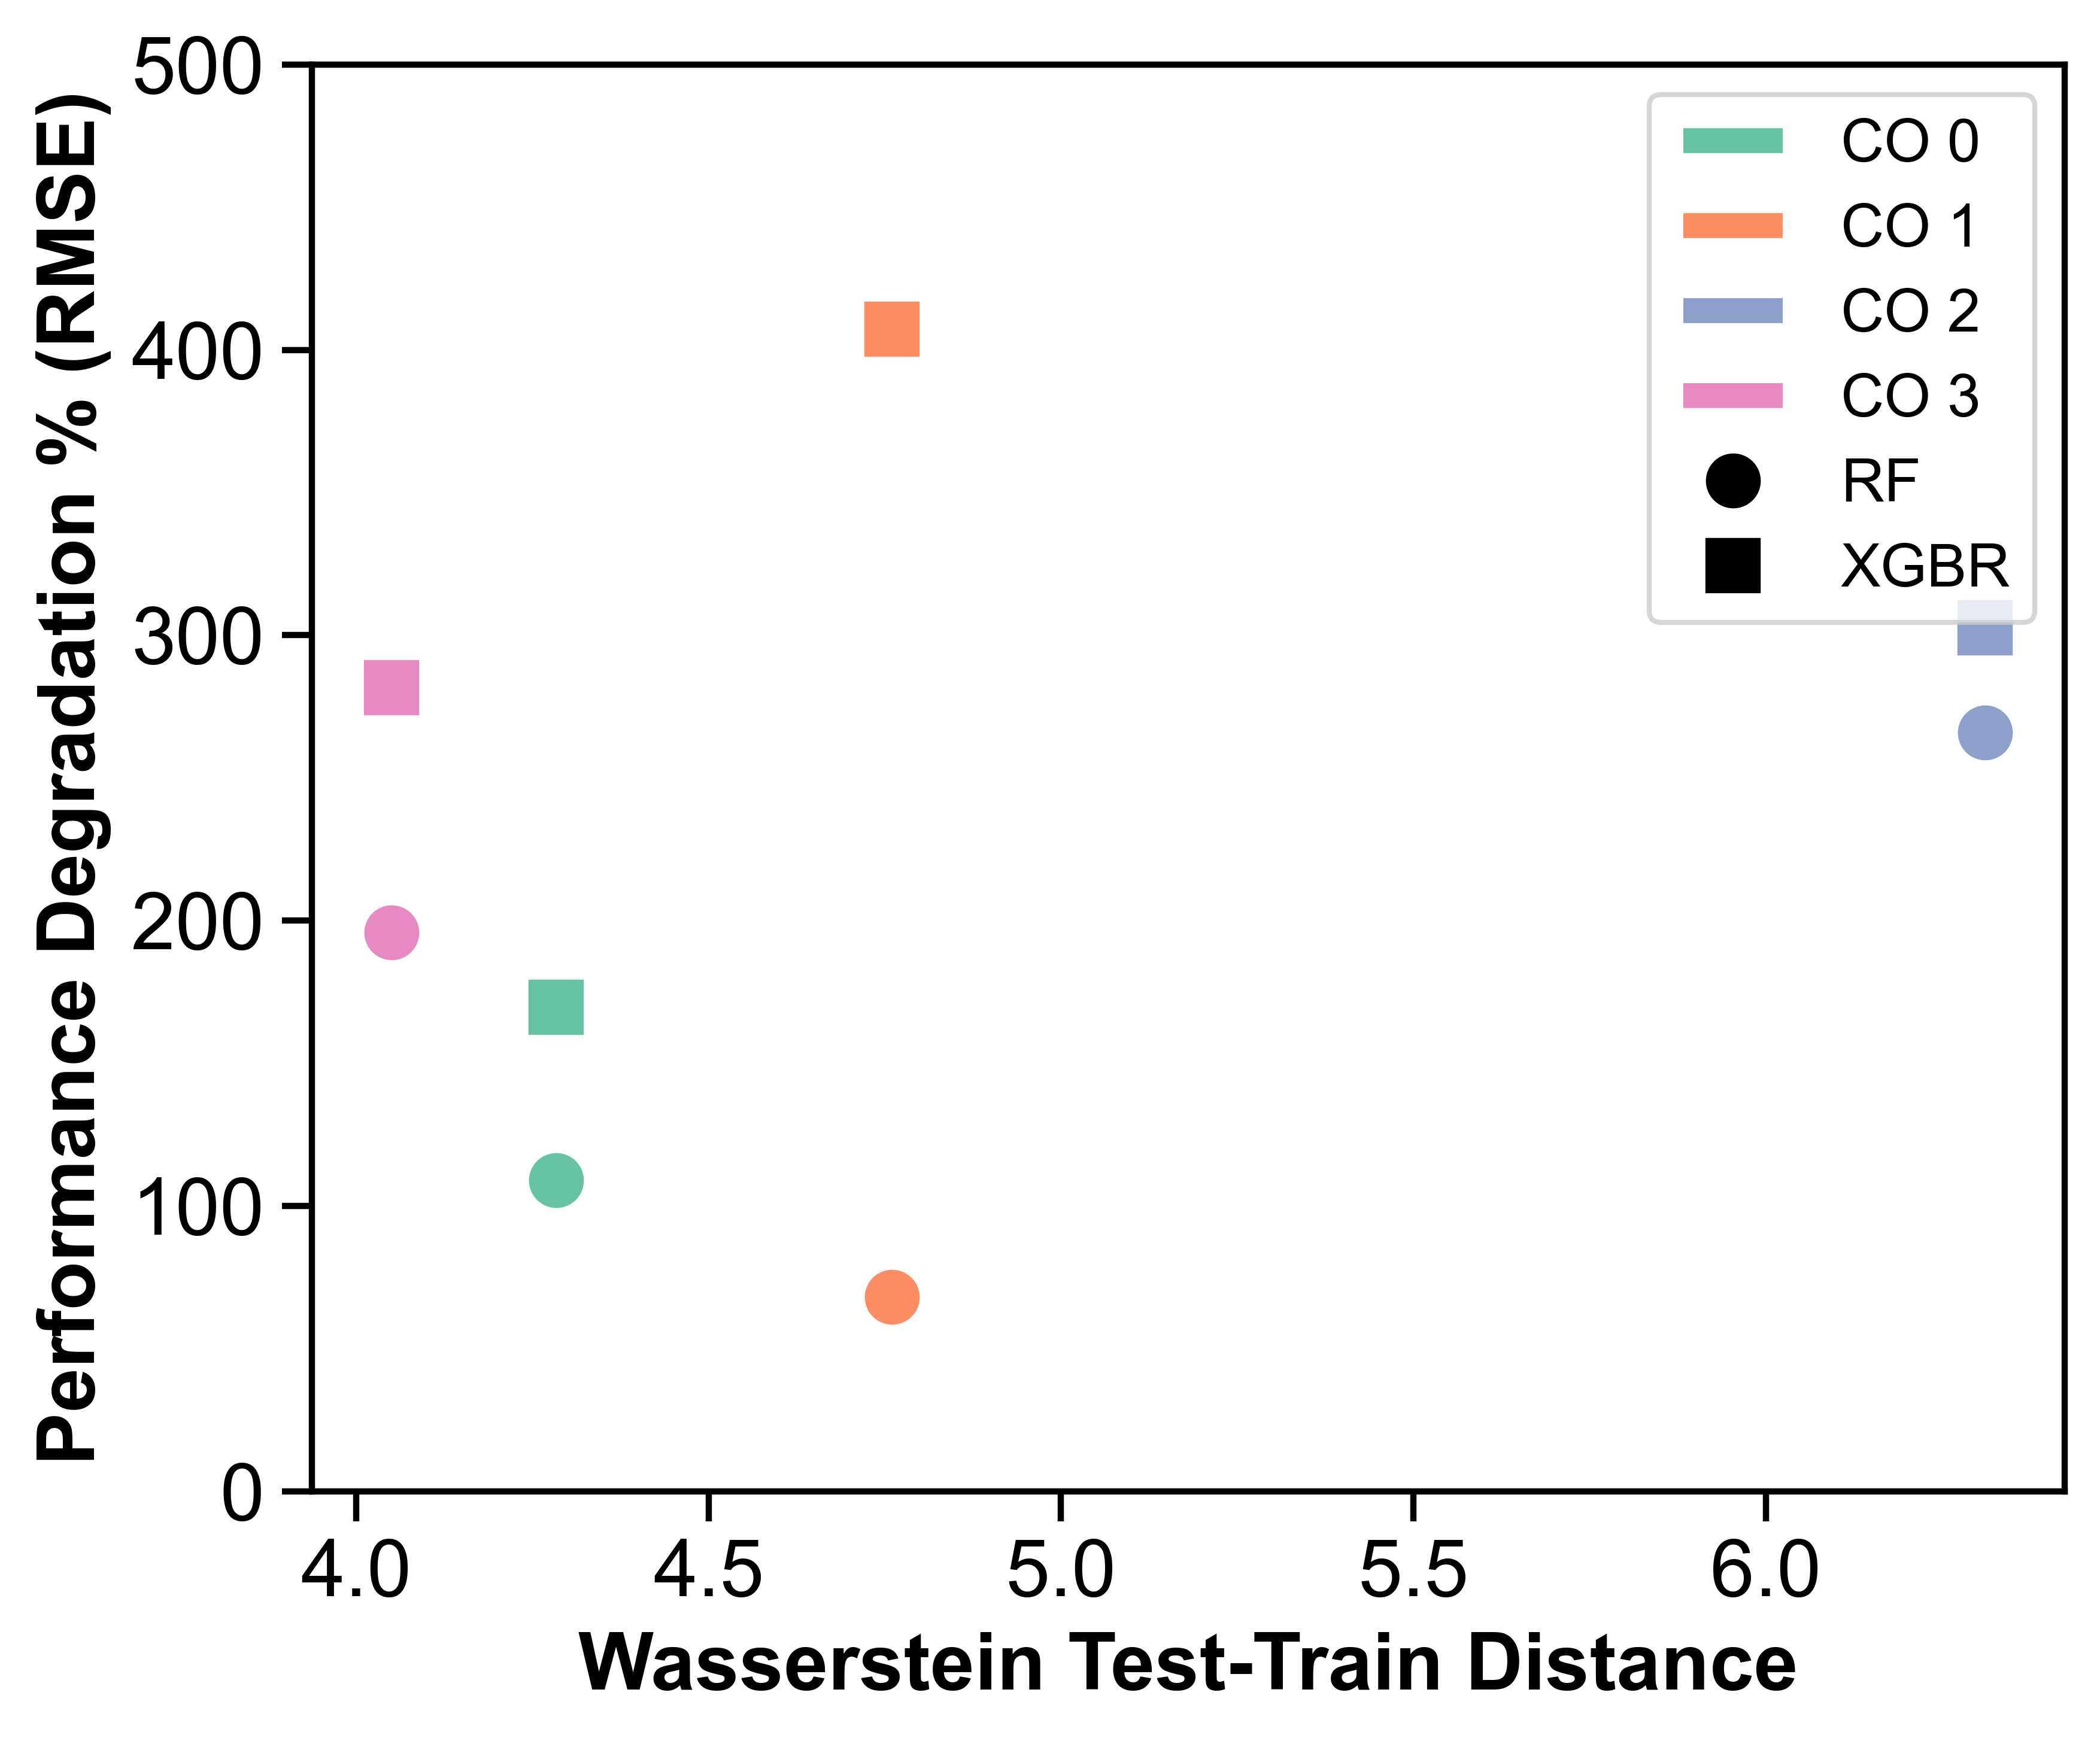 Performance Degradation % (RMSE)
500
400
300
200
100
0
CO 0
CO 1
CO 2
CO 3
RF
XGBR
4.0 4.5 5.0 5.5 6.0
Wasserstein Test-Train Distance